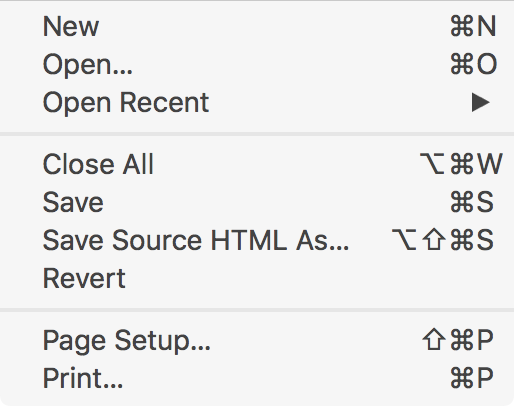 New ⌘N
Open... ⌘O
Open Recent ▶
Close All ⌥⌘W
Save ⌘S
Save Source HTML As... ⌥⇧⌘S
Revert
Page Setup... ⇧⌘P
Print... ⌘P